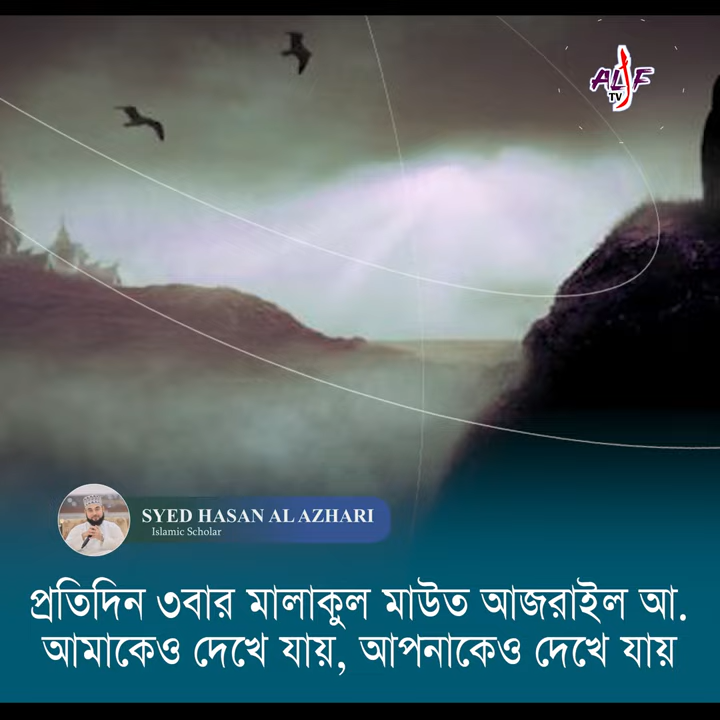 ALIF
TV
SYED HASAN AL AZHARI
Islamic Scholar
প্রতিদিন ৩বার মালাকুল মাউত আজরাইল আ.
আমাকেও দেখে যায়, আপনাকেও দেখে যায়